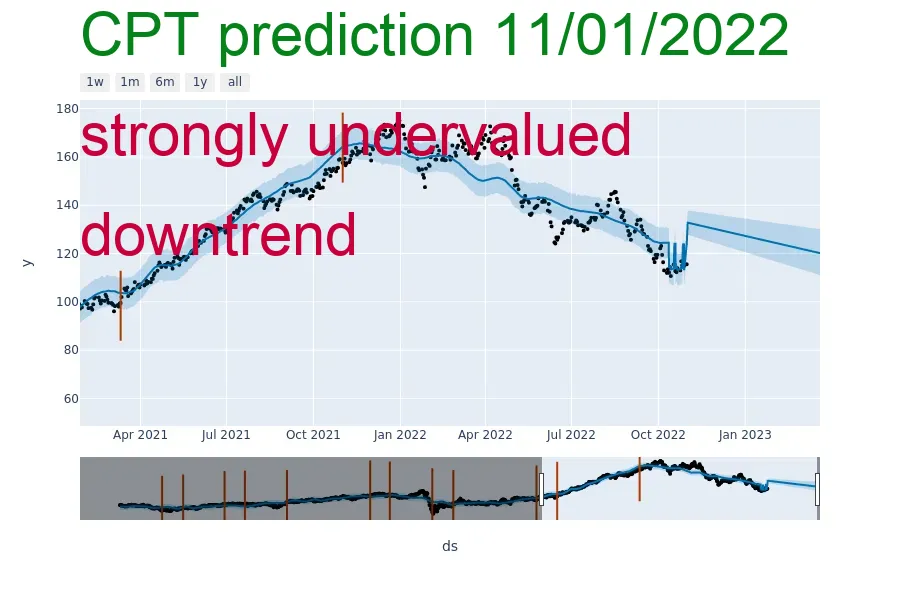 CPT prediction 11/01/2022
1w 1m 6m 1y all
180
strongly undervalued
160
140
downtrend
120
y
100
80
60
Apr 2021 Jul 2021 Oct 2021 Jan 2022 Apr 2022 Jul 2022 Oct 2022 Jan 2023
ds